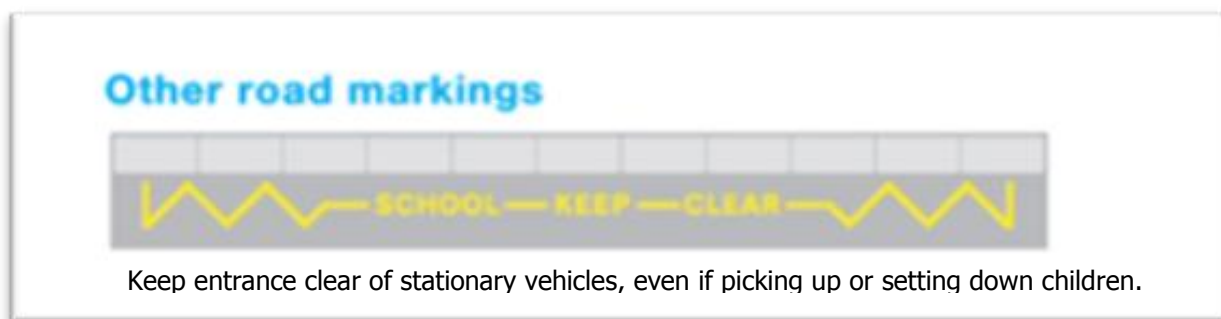 Other road markings
SCHOOL KEEP CLEAR
Keep entrance clear of stationary vehicles, even if picking up or setting down children.